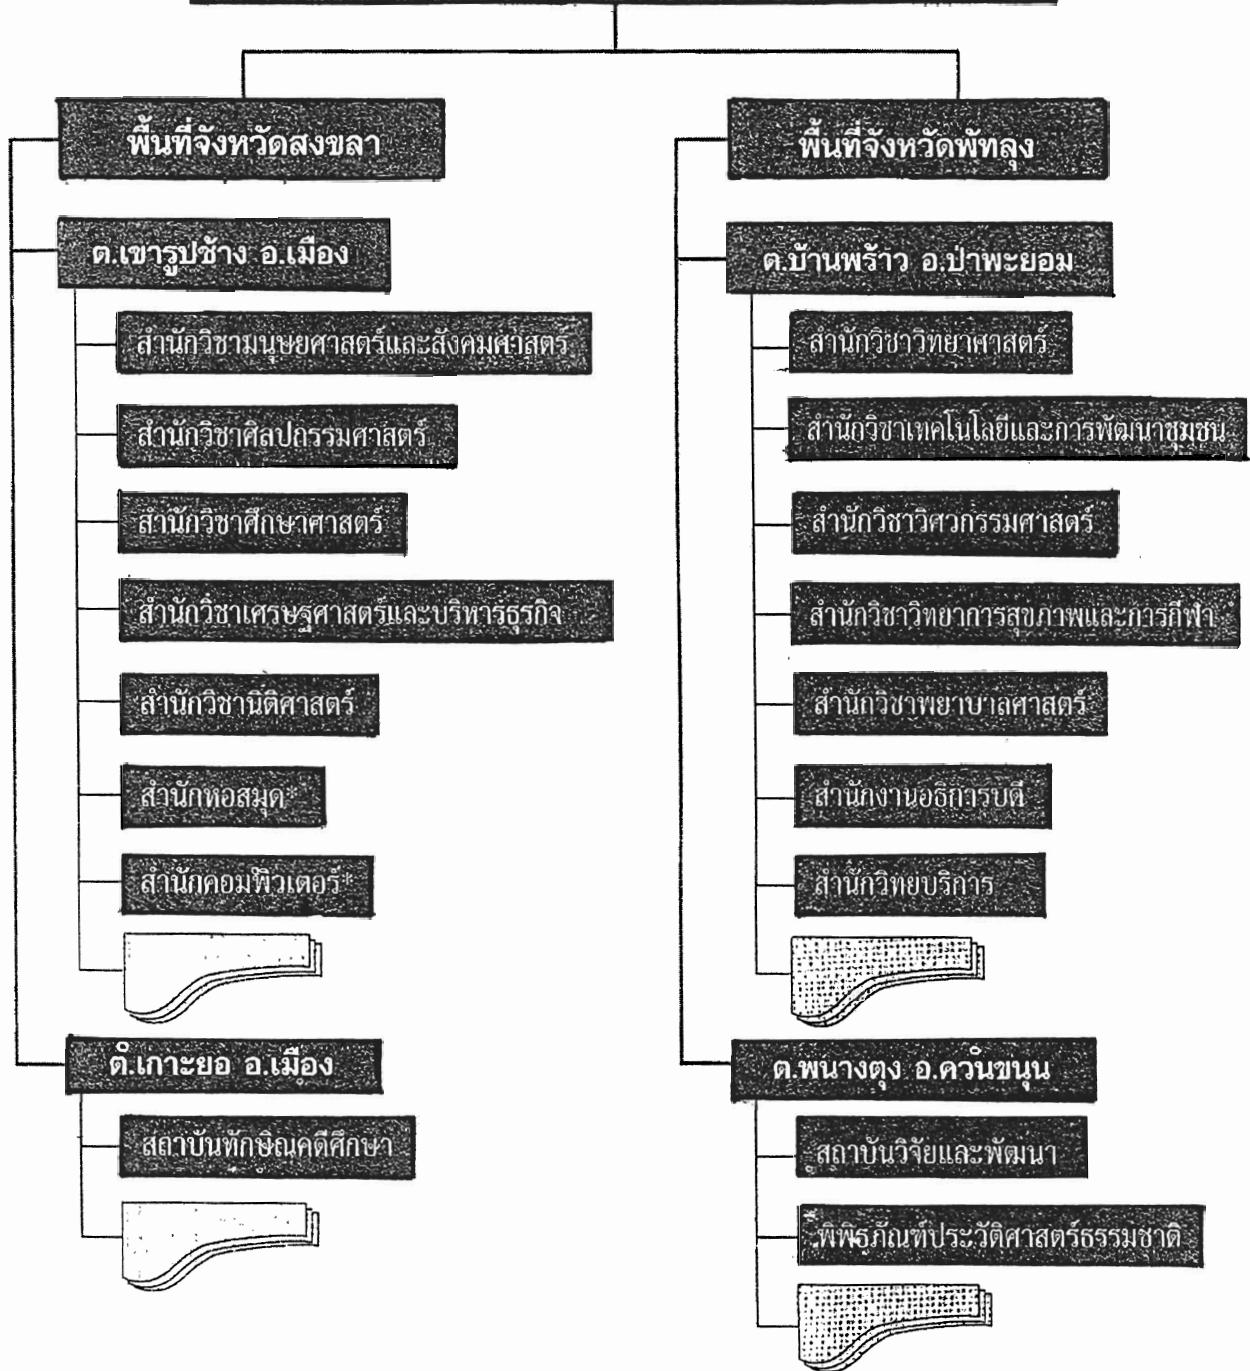 พื้นที่จังหวัดสงขลา
ต.เขารูปช้าง อ.เมือง
สำนักวิชามนุษยศาสตร์และสังคมศาสตร์
สำนักวิชาศิลปกรรมศาสตร์
สำนักวิชาศึกษาศาสตร์
สำนักวิชาเศรษฐศาสตร์และบริหารธุรกิจ
สำนักวิชานิติศาสตร์
สำนักหอสมุด*
สำนักคอมพิวเตอร์*
ต.เกาะยอ อ.เมือง
สถาบันทักษิณคดีศึกษา
พื้นที่จังหวัดพัทลุง
ต.บ้านพร้าว อ.ป่าพะยอม
สำนักวิชาวิทยาศาสตร์
สำนักวิชาเทคโนโลยีและการพัฒนาชุมชน
สำนักวิชาวิศวกรรมศาสตร์
สำนักวิชาวิทยาการสุขภาพและการกีฬา
สำนักวิชาพยาบาลศาสตร์
สำนักงานอธิการบดี
สำนักวิทยบริการ
ต.พนางตุง อ.ควนขนุน
สถาบันวิจัยและพัฒนา
พิพิธภัณฑ์ประวัติศาสตร์ธรรมชาติ